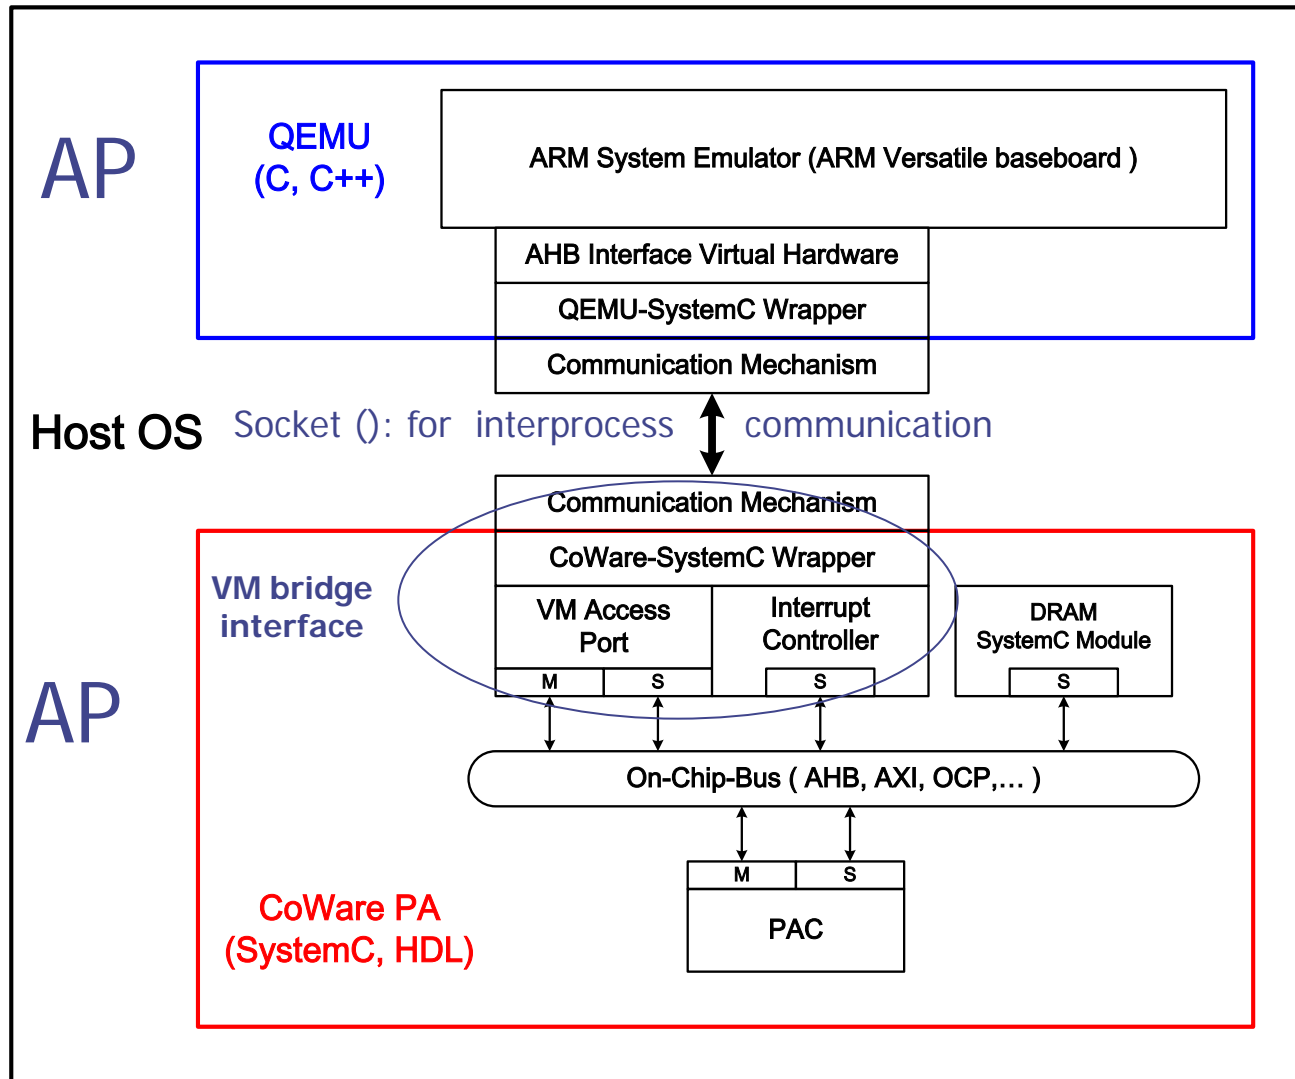 AP
QEMU
(C, C++)
ARM System Emulator (ARM Versatile baseboard )
AHB Interface Virtual Hardware
QEMU-SystemC Wrapper
Communication Mechanism
Host OS
Socket (): for interprocess communication
Communication Mechanism
CoWare-SystemC Wrapper
VM bridge
interface
VM Access
Port
M
S
Interrupt
Controller
S
DRAM
SystemC Module
S
AP
On-Chip-Bus ( AHB, AXI, OCP,... )
M
S
PAC
CoWare PA
(SystemC, HDL)